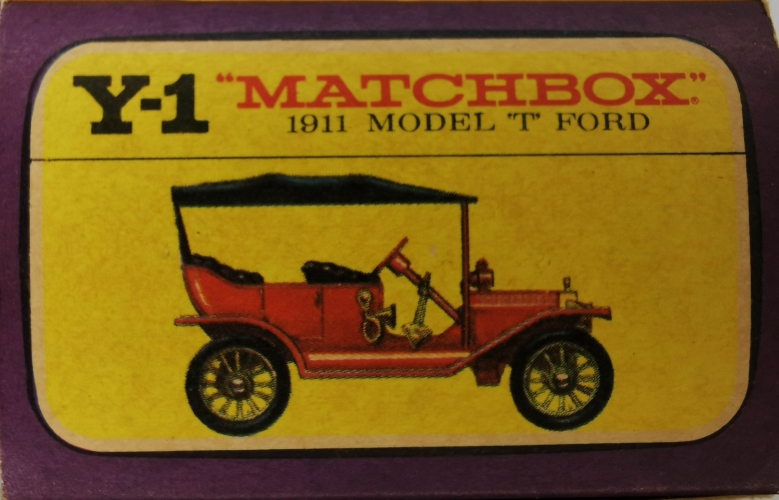 Y-1 "MATCHBOX"®
1911 MODEL 'T' FORD